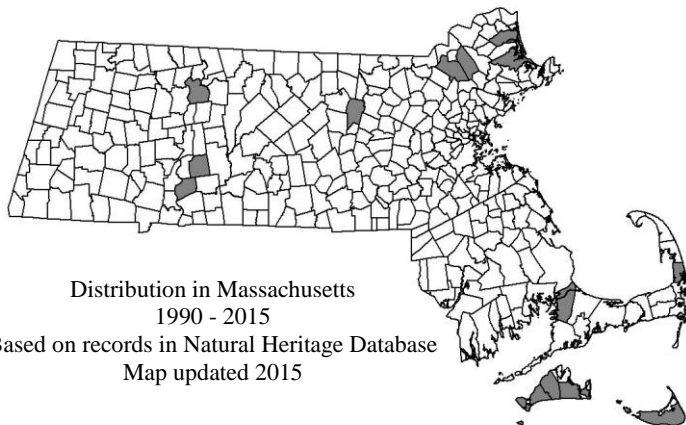 Distribution in Massachusetts
1990 - 2015
Based on records in Natural Heritage Database
Map updated 2015